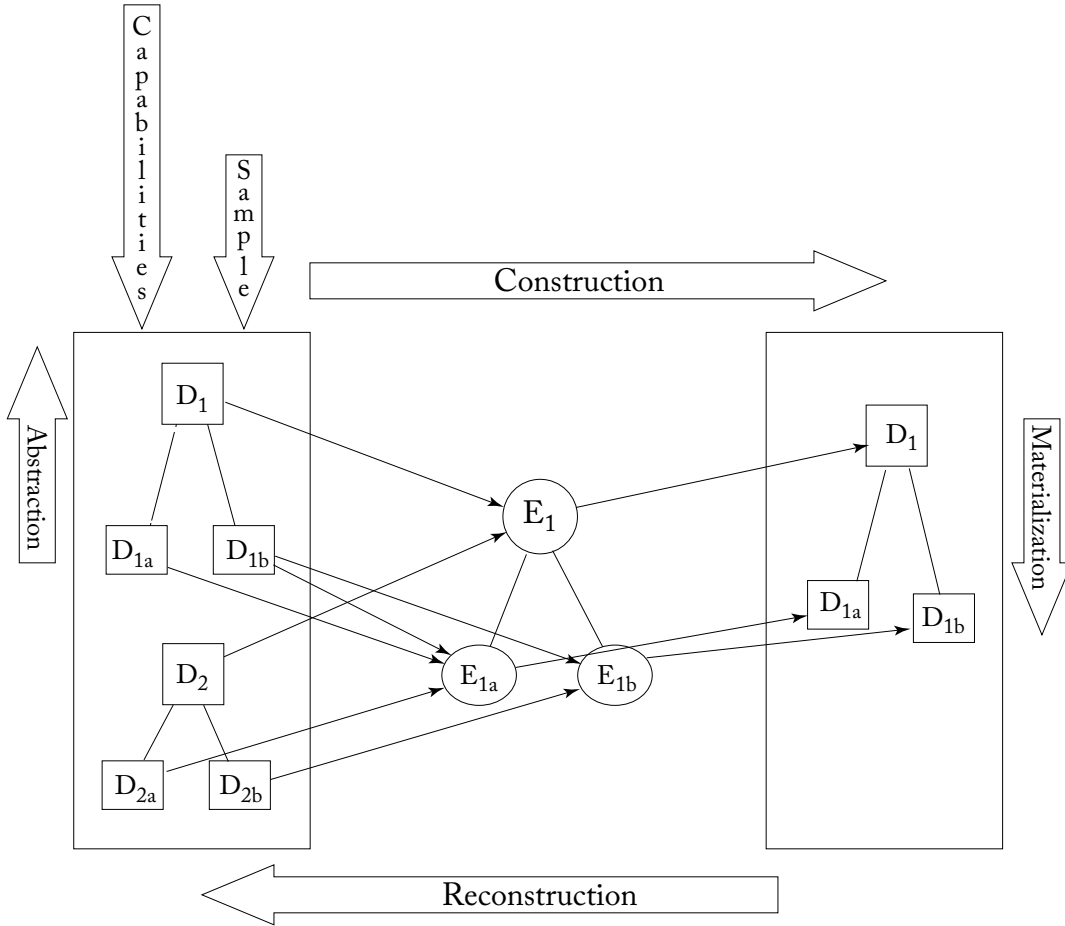 Capabilities
Sample
Construction
Abstraction
D₁
D₁ₐ
D₁b
D₂
D₂ₐ
D₂b
E₁
E₁ₐ
E₁b
D₁
D₁ₐ
D₁b
Materialization
Reconstruction